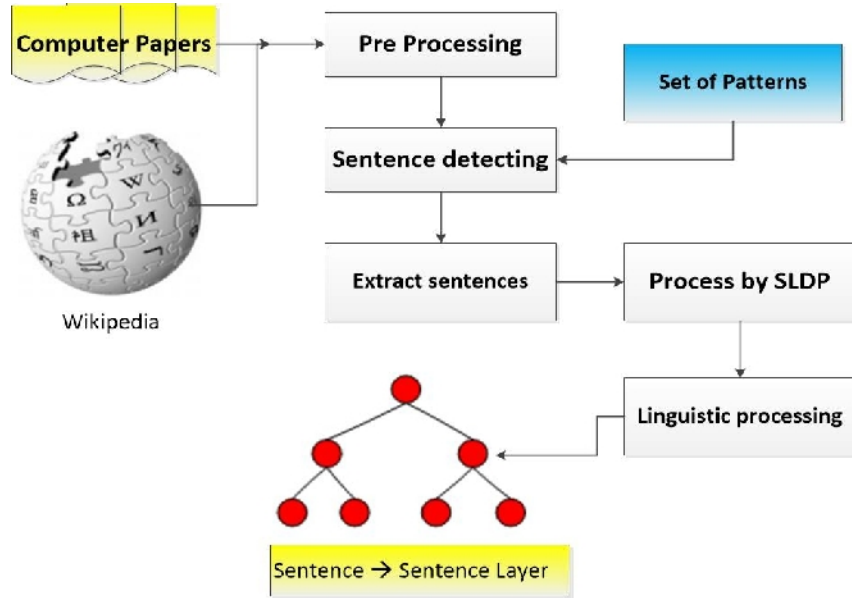 Computer Papers
Pre Processing
Set of Patterns
Sentence detecting
Ω
W
祖
И
Wikipedia
Extract sentences
Process by SLDP
Linguistic processing
Sentence → Sentence Layer